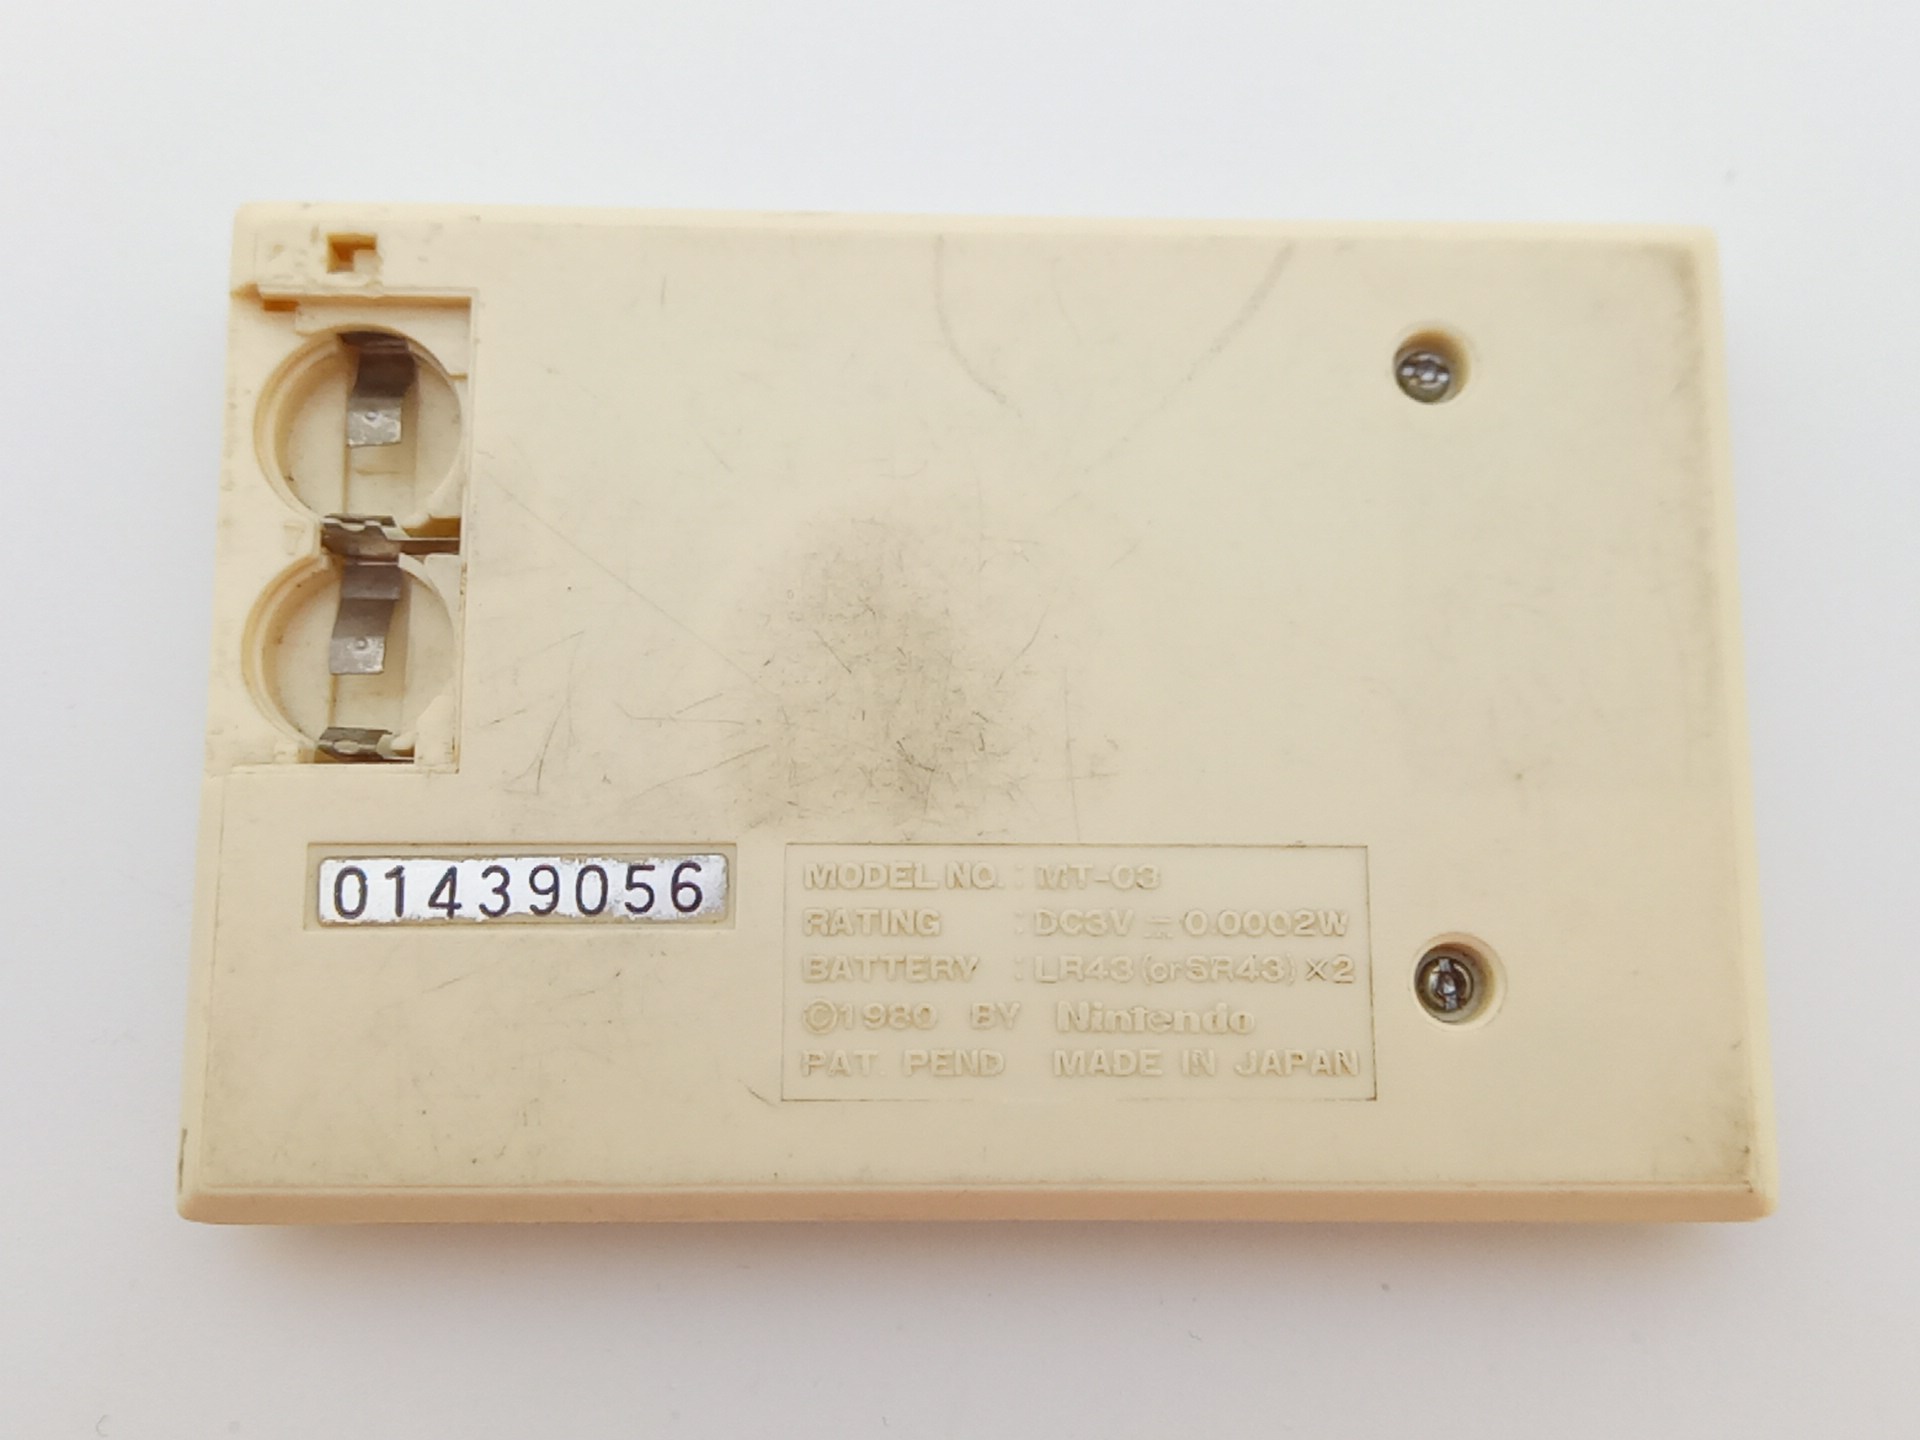 01439056
MODEL NO. : MT-03
RATING : DC3V ⎓ 0.0002W
BATTERY : LR43 (or SR43) ×2
©1980 BY Nintendo
PAT. PEND MADE IN JAPAN